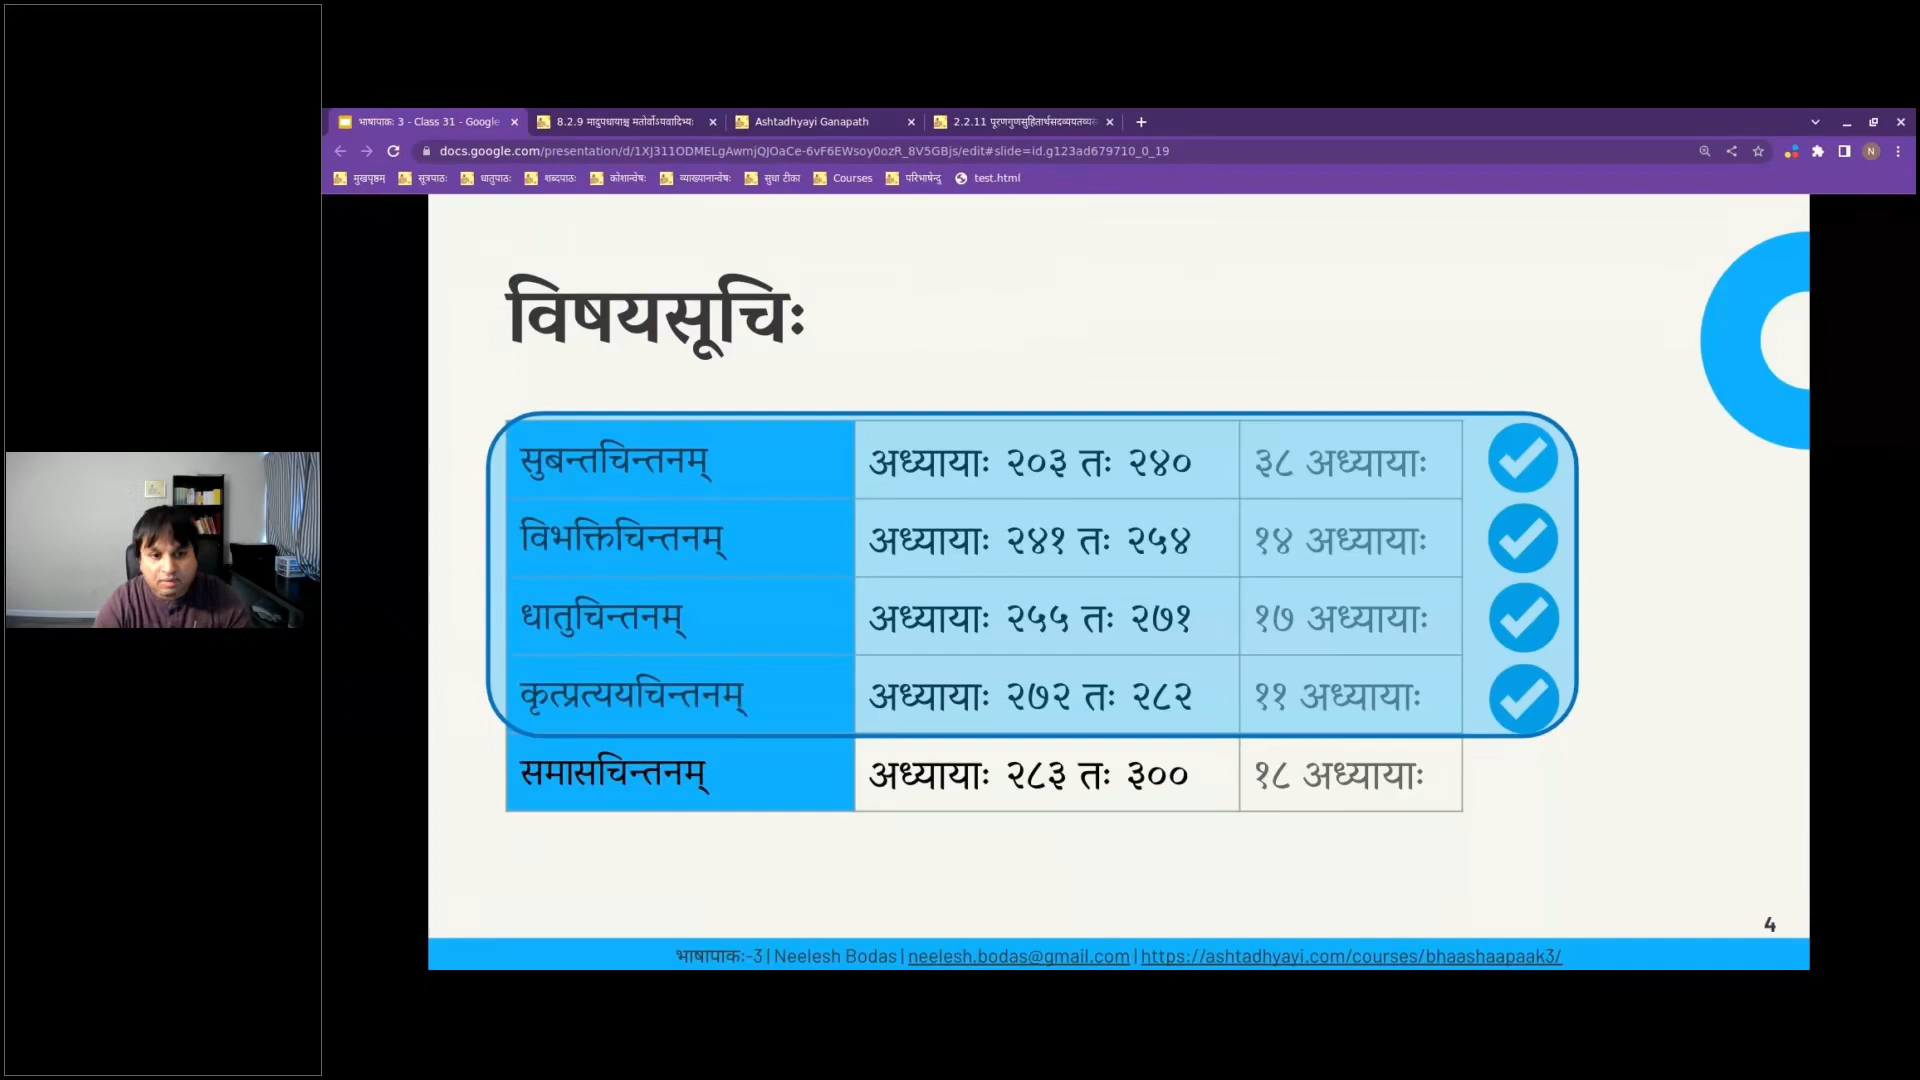 भाषापाकः 3 - Class 31 - Google
8.2.9 मादुपधायाश्च मतोर्वोऽयवादिभ्यः
Ashtadhyayi Ganapath
2.2.11 पूरणगुणसुहितार्थसदव्ययतव्यस
docs.google.com/presentation/d/1XJ311ODMELgAwmjQJOaCe-6vF6EWsoy0ozR_8V5GBjs/edit#slide=id.g123ad679710_0_19
N
मुखपृष्ठम् सूत्रपाठः धातुपाठः शब्दपाठः कोशान्वेषः व्याख्यानान्वेषः सुधा टीका Courses परिभाषेन्दु test.html
विषयसूचिः
सुबन्तचिन्तनम् अध्यायाः २०३ तः २४० ३८ अध्यायाः
विभक्तिचिन्तनम् अध्यायाः २४१ तः २५४ १४ अध्यायाः
धातुचिन्तनम् अध्यायाः २५५ तः २७१ १७ अध्यायाः
कृत्प्रत्ययचिन्तनम् अध्यायाः २७२ तः २८२ ११ अध्यायाः
समासचिन्तनम् अध्यायाः २८३ तः ३०० १८ अध्यायाः
4
भाषापाकः-3 | Neelesh Bodas | neelesh.bodas@gmail.com | https://ashtadhyayi.com/courses/bhaashaapaak3/